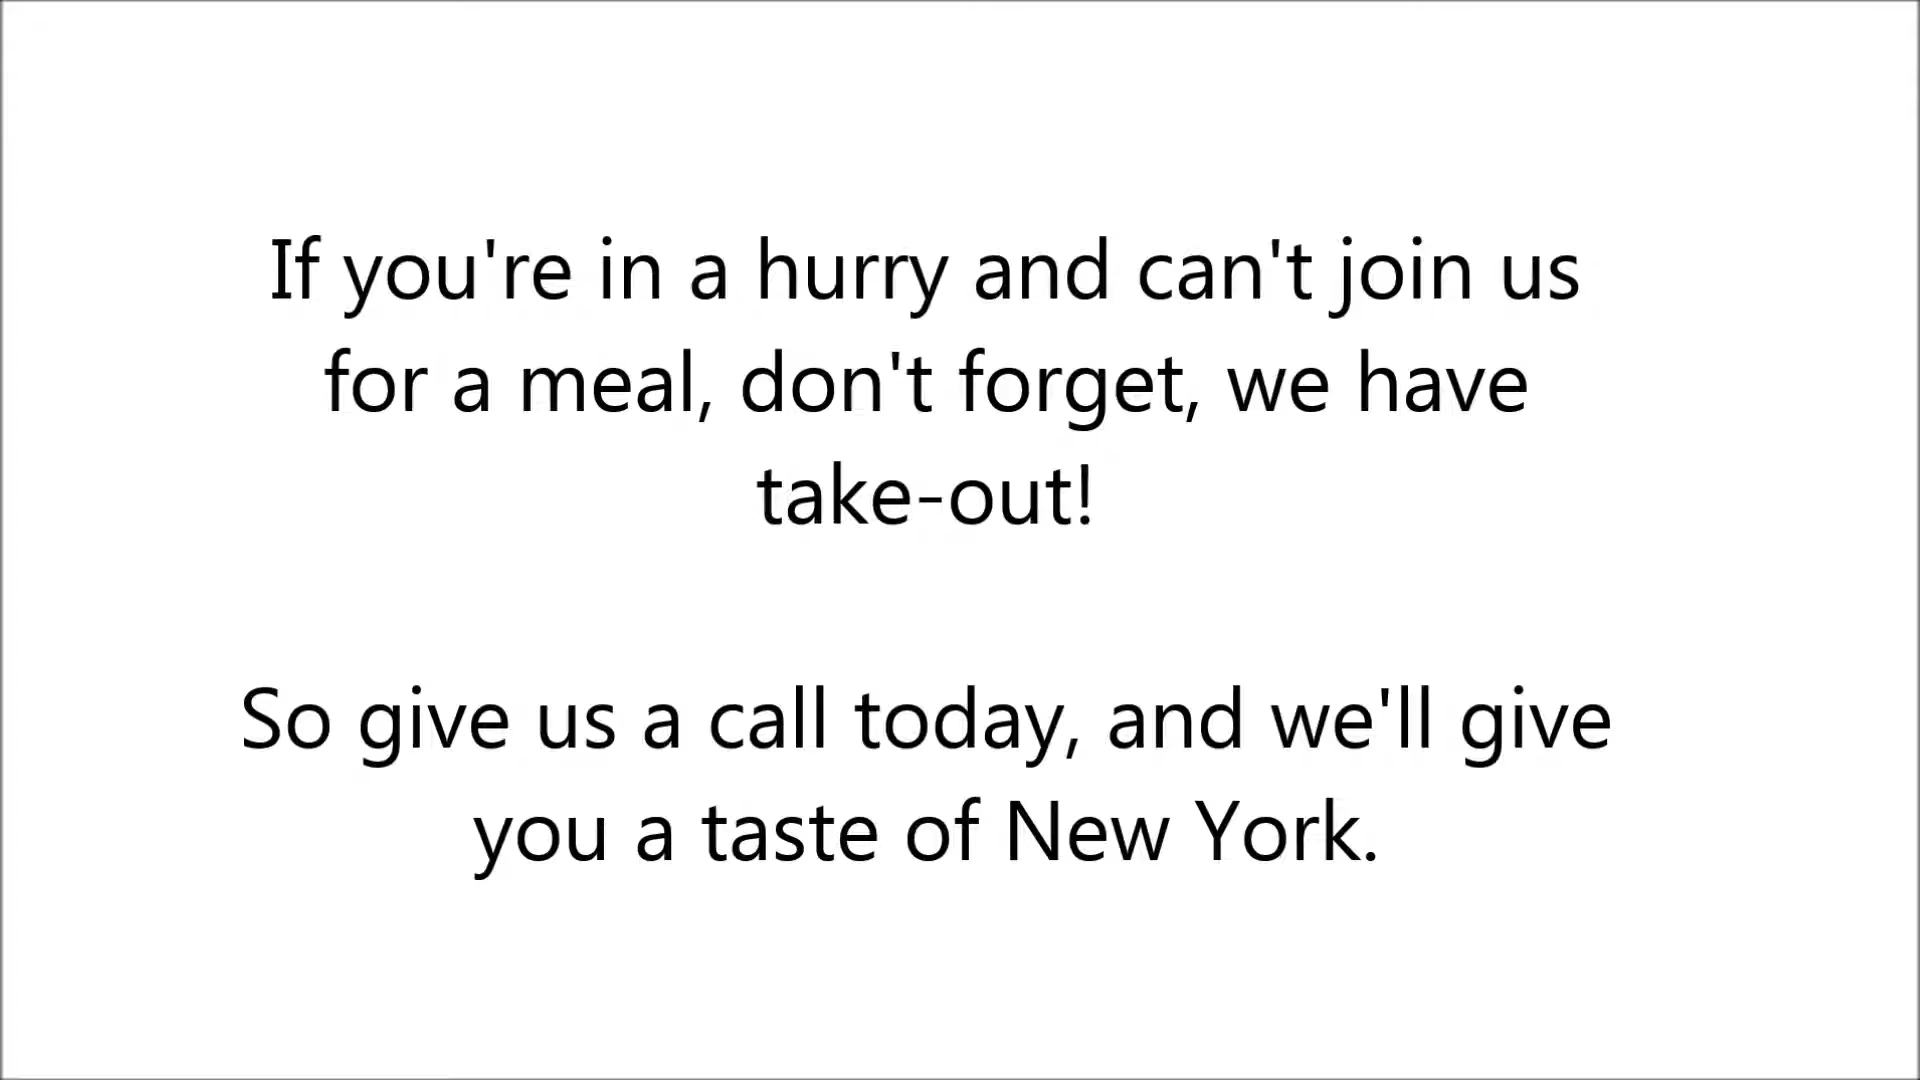 If you're in a hurry and can't join us
for a meal, don't forget, we have
take-out!
So give us a call today, and we'll give
you a taste of New York.